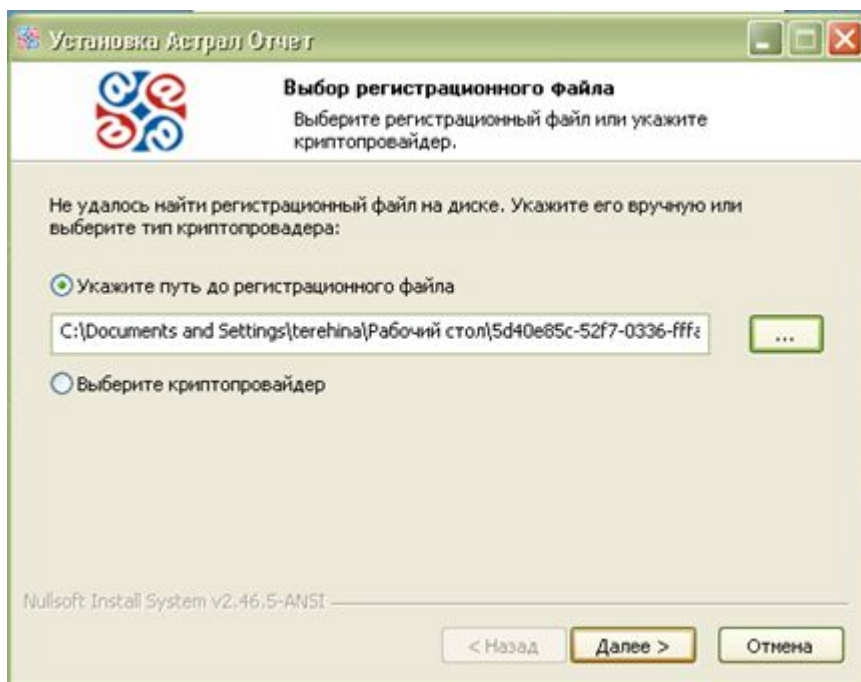 Установка Астрал Отчет
Выбор регистрационного файла
Выберите регистрационный файл или укажите
криптопровайдер.
Не удалось найти регистрационный файл на диске. Укажите его вручную или
выберите тип криптопровадера:
Укажите путь до регистрационного файла
C:\Documents and Settings\terehina\Рабочий стол\5d40e85c-52f7-0336-fffa
...
Выберите криптопровайдер
Nullsoft Install System v2.46.5-ANSI
< Назад
Далее >
Отмена